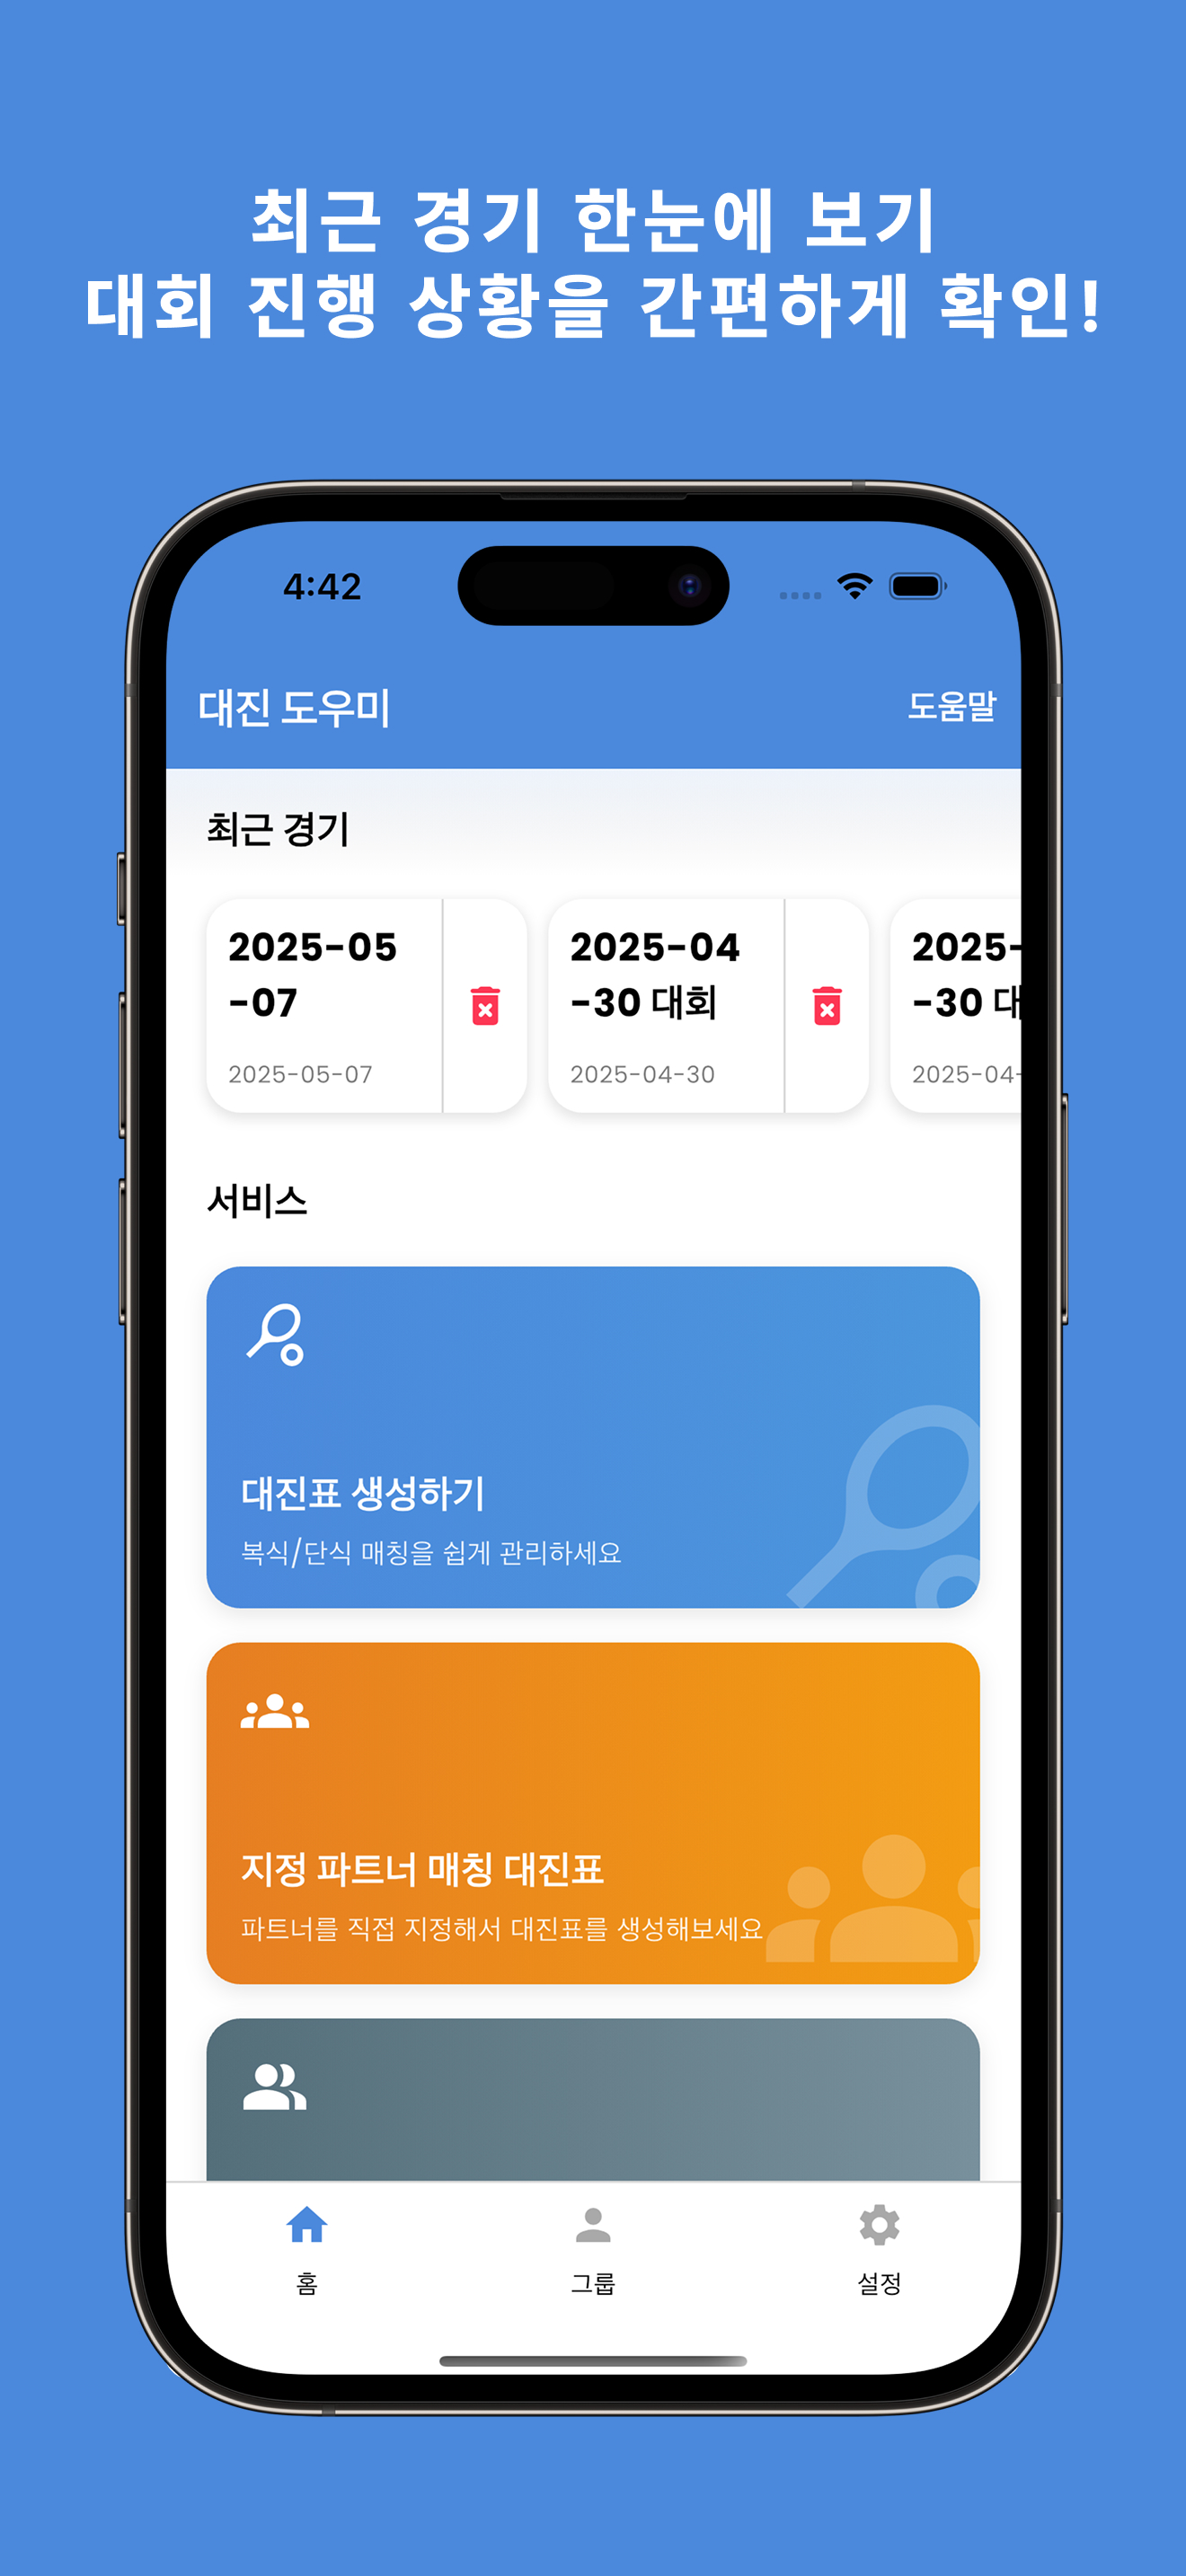 최근 경기 한눈에 보기
대회 진행 상황을 간편하게 확인!
4:42
대진 도우미
도움말
최근 경기
2025-05
-07
2025-05-07
2025-04
-30 대회
2025-04-30
2025-
-30
2025-04-
서비스
대진표 생성하기
복식/단식 매칭을 쉽게 관리하세요
지정 파트너 매칭 대진표
파트너를 직접 지정해서 대진표를 생성해보세요
홈
그룹
설정